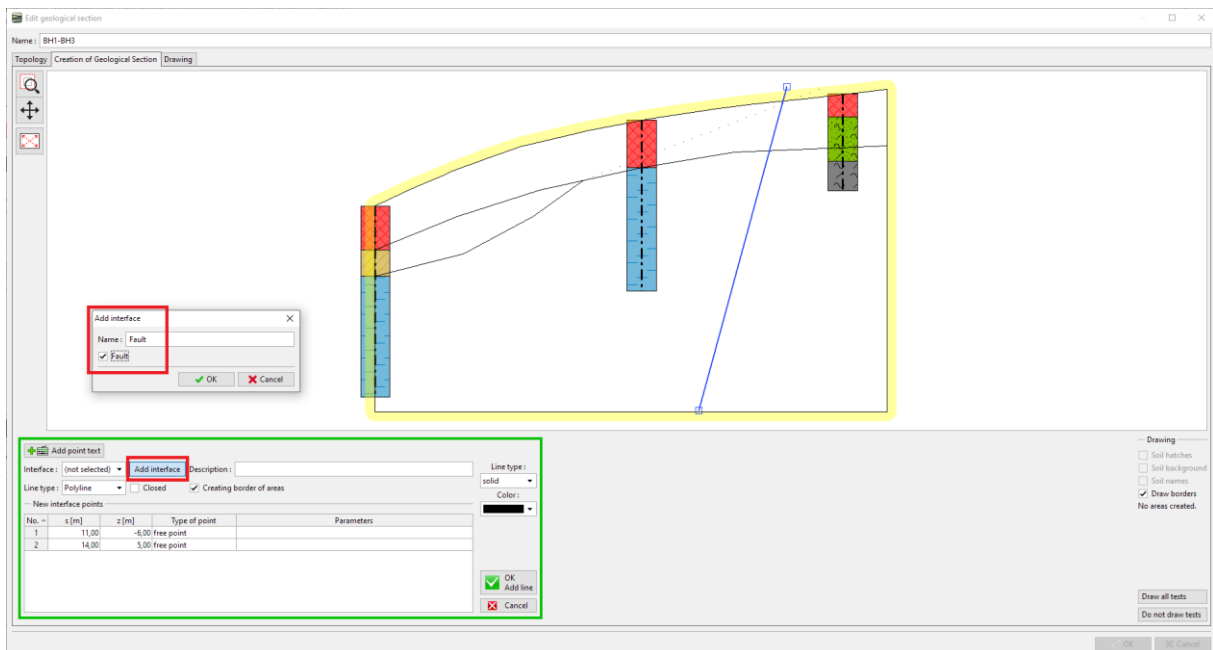 Edit geological section
Name : BH1-BH3
Topology Creation of Geological Section Drawing
Add interface
Name : Fault
Fault
OK Cancel
Add point text
Interface : (not selected) Add interface Description :
Line type : Polyline Closed Creating border of areas
New interface points
No. s [m] z [m] Type of point Parameters
1 11,00 -6,00 free point
2 14,00 5,00 free point
Line type :
solid
Color :
OK
Add line
Cancel
Drawing
Soil hatches
Soil background
Soil names
Draw borders
No areas created.
Draw all tests
Do not draw tests
OK Cancel